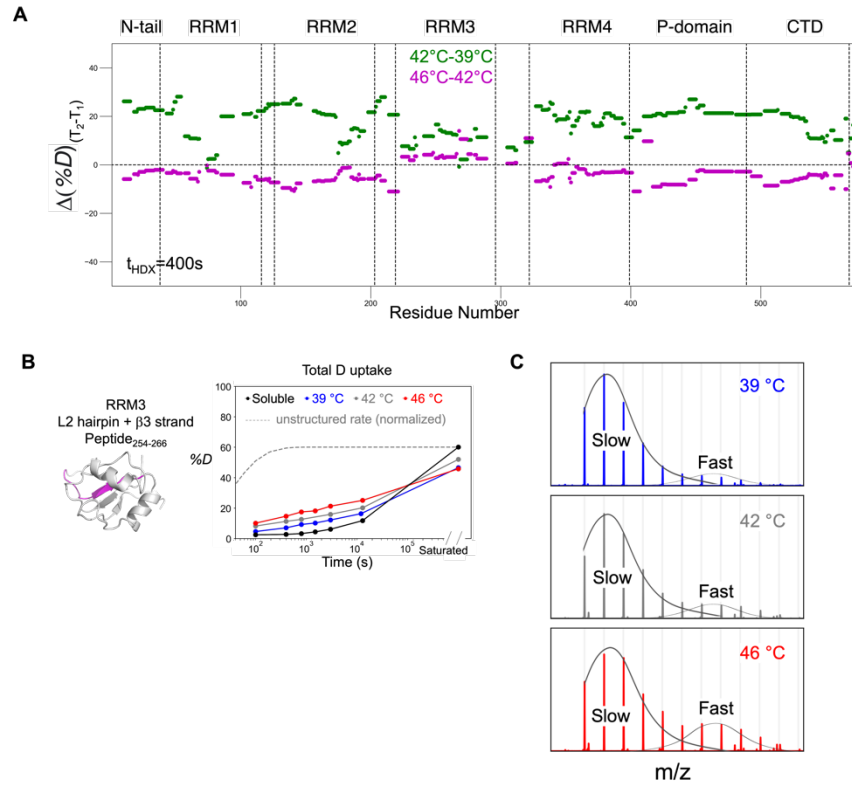 A
N-tail RRM1 RRM2 RRM3 RRM4 P-domain CTD
42°C-39°C
46°C-42°C
Δ(%D)(T₂-T₁)
40
20
0
−20
−40
tHDX=400s
100 200 300 400 500
Residue Number
B
RRM3
L2 hairpin + β3 strand
Peptide254-266
Total D uptake
Soluble 39 °C 42 °C 46 °C
unstructured rate (normalized)
%D
100
80
60
40
20
0
10² 10³ 10⁴ 10⁵ Saturated
Time (s)
C
39 °C
Slow
Fast
42 °C
Slow
Fast
46 °C
Slow
Fast
m/z